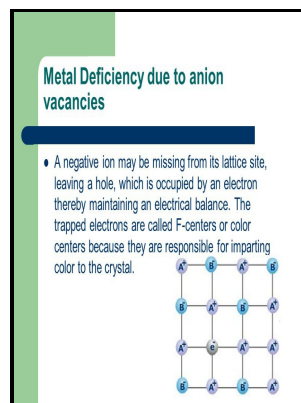 Metal Deficiency due to anion
vacancies
• A negative ion may be missing from its lattice site,
leaving a hole, which is occupied by an electron
thereby maintaining an electrical balance. The
trapped electrons are called F-centers or color
centers because they are responsible for imparting
color to the crystal.
A⁺ B⁻ A⁺ A⁺
B⁻ A⁺ B⁻ A⁺
A⁺ e⁻ A⁺ A⁺
B⁻ A⁺ B⁻ A⁺